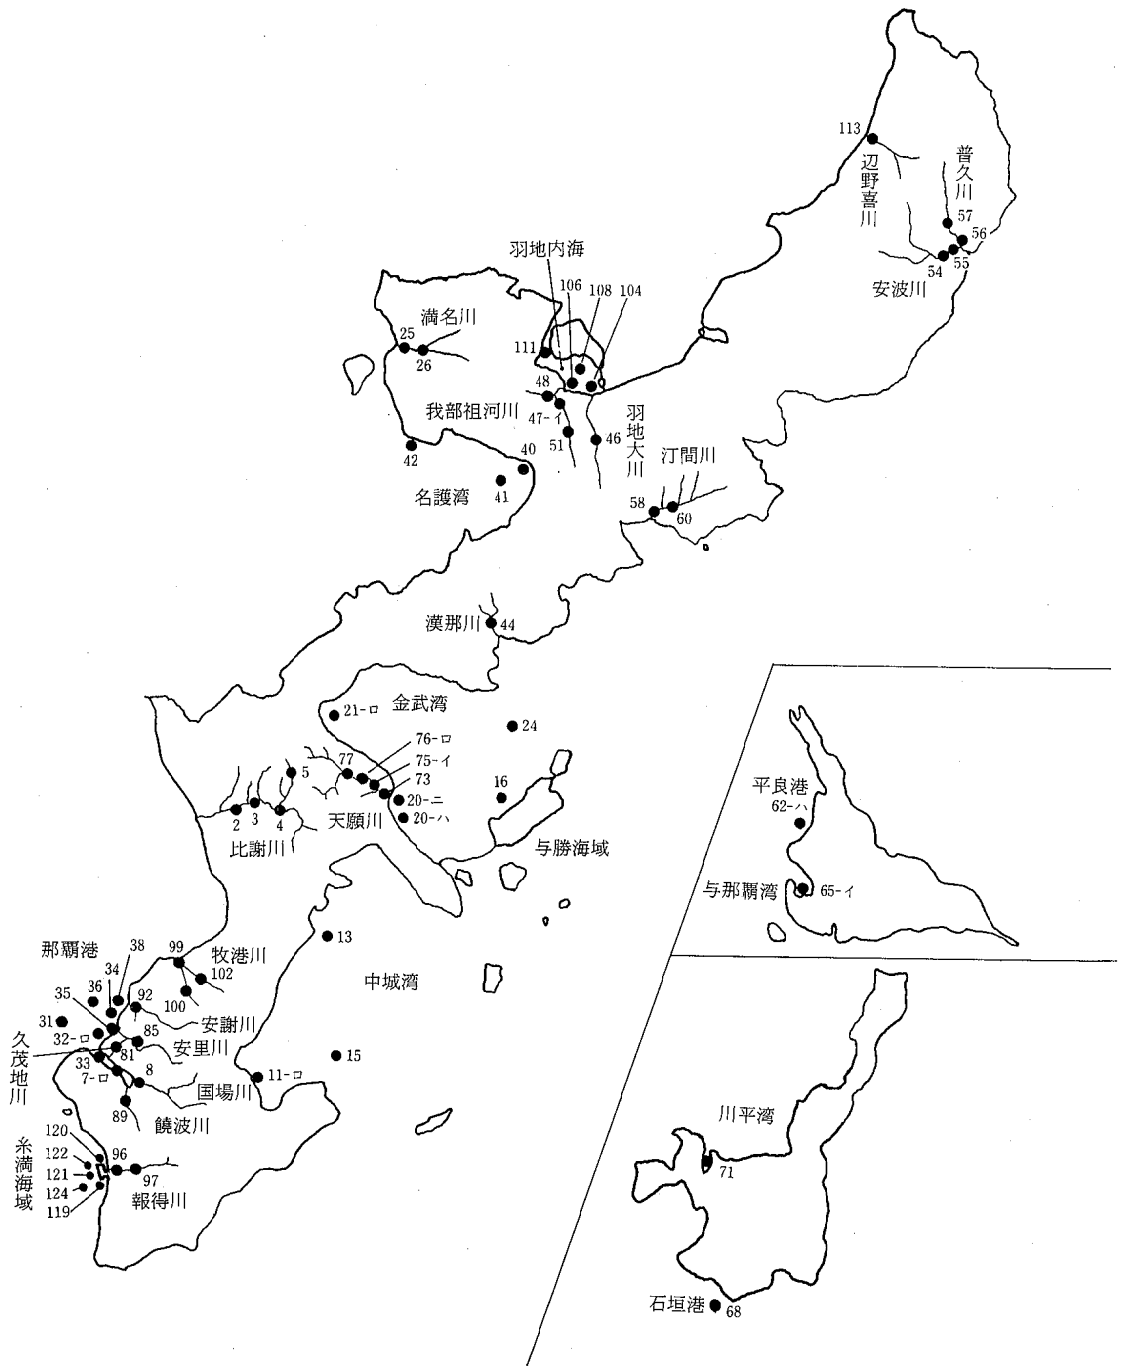 113
辺野喜川
普久川
57
56
55
54
安波川
羽地内海
106
108
104
満名川
25
26
111
48
47-イ
我部祖河川
51
46
羽地大川
42
40
41
名護湾
汀間川
58
60
漢那川
44
金武湾
21-ロ
24
76-ロ
75-イ
73
77
5
16
20-ニ
20-ハ
2
3
4
天願川
比謝川
与勝海域
平良港
62-ハ
与那覇湾
65-イ
13
中城湾
那覇港
38
99
牧港川
34
102
36
35
92
100
31
安謝川
32-ロ
85
安里川
久茂地川
81
33
7-ロ
8
15
11-ロ
国場川
89
饒波川
川平湾
71
120
122
121
124
119
糸満海域
96
97
報得川
石垣港
68